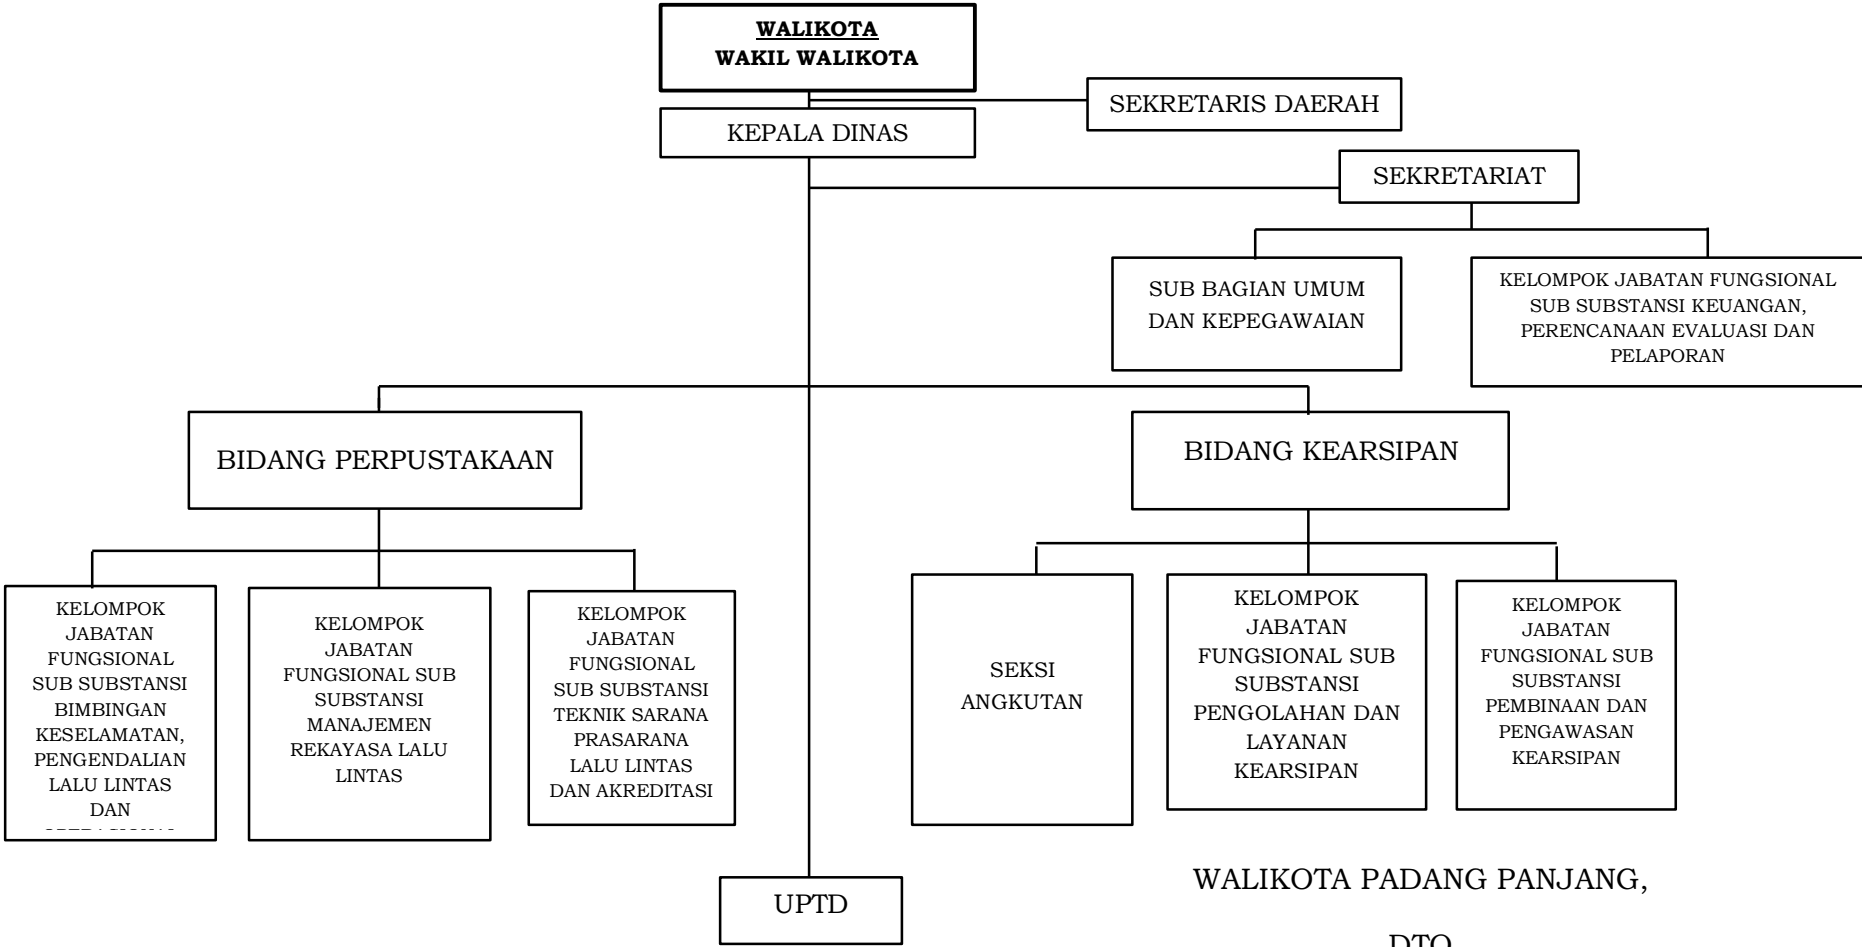 WALIKOTA
WAKIL WALIKOTA
SEKRETARIS DAERAH
KEPALA DINAS
SEKRETARIAT
SUB BAGIAN UMUM
DAN KEPEGAWAIAN
KELOMPOK JABATAN FUNGSIONAL
SUB SUBSTANSI KEUANGAN,
PERENCANAAN EVALUASI DAN
PELAPORAN
BIDANG PERPUSTAKAAN
BIDANG KEARSIPAN
KELOMPOK
JABATAN
FUNGSIONAL
SUB SUBSTANSI
BIMBINGAN
KESELAMATAN,
PENGENDALIAN
LALU LINTAS
DAN
KELOMPOK
JABATAN
FUNGSIONAL SUB
SUBSTANSI
MANAJEMEN
REKAYASA LALU
LINTAS
KELOMPOK
JABATAN
FUNGSIONAL
SUB SUBSTANSI
TEKNIK SARANA
PRASARANA
LALU LINTAS
DAN AKREDITASI
SEKSI
ANGKUTAN
KELOMPOK
JABATAN
FUNGSIONAL SUB
SUBSTANSI
PENGOLAHAN DAN
LAYANAN
KEARSIPAN
KELOMPOK
JABATAN
FUNGSIONAL SUB
SUBSTANSI
PEMBINAAN DAN
PENGAWASAN
KEARSIPAN
UPTD
WALIKOTA PADANG PANJANG,
DTO